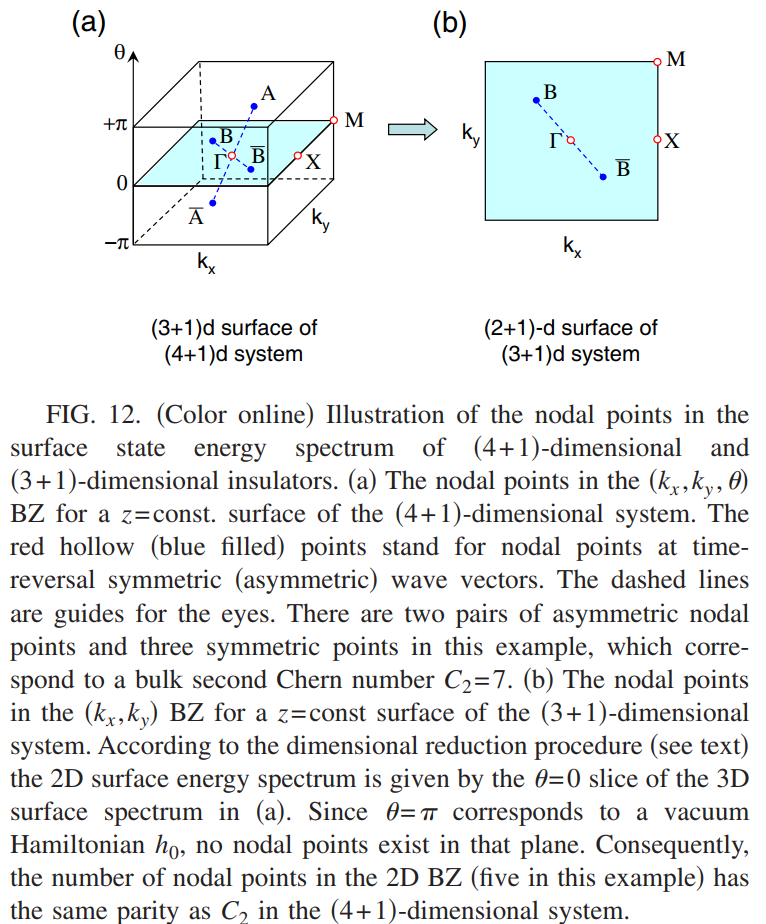 (a)
(b)
θ
A
M
M
+π
B
B
Γ
B̅
X
k_y
Γ
X
0
B̅
A̅
k_y
−π
k_x
k_x
(3+1)d surface of
(4+1)d system
(2+1)-d surface of
(3+1)d system
FIG. 12. (Color online) Illustration of the nodal points in the
surface state energy spectrum of (4+1)-dimensional and
(3+1)-dimensional insulators. (a) The nodal points in the (k_x,k_y,θ)
BZ for a z=const. surface of the (4+1)-dimensional system. The
red hollow (blue filled) points stand for nodal points at time-
reversal symmetric (asymmetric) wave vectors. The dashed lines
are guides for the eyes. There are two pairs of asymmetric nodal
points and three symmetric points in this example, which corre-
spond to a bulk second Chern number C_2=7. (b) The nodal points
in the (k_x,k_y) BZ for a z=const surface of the (3+1)-dimensional
system. According to the dimensional reduction procedure (see text)
the 2D surface energy spectrum is given by the θ=0 slice of the 3D
surface spectrum in (a). Since θ=π corresponds to a vacuum
Hamiltonian h_0, no nodal points exist in that plane. Consequently,
the number of nodal points in the 2D BZ (five in this example) has
the same parity as C_2 in the (4+1)-dimensional system.